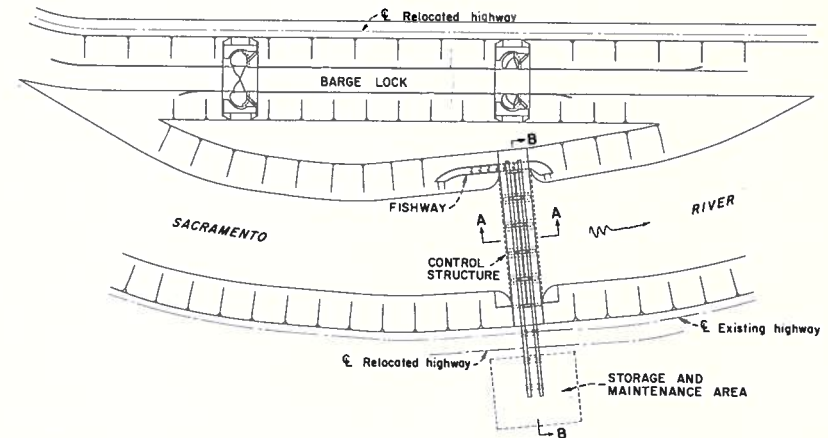 ℄ Relocated highway
BARGE LOCK
B
FISHWAY
A
A
SACRAMENTO
RIVER
CONTROL
STRUCTURE
℄ Existing highway
℄ Relocated highway
STORAGE AND
MAINTENANCE AREA
B